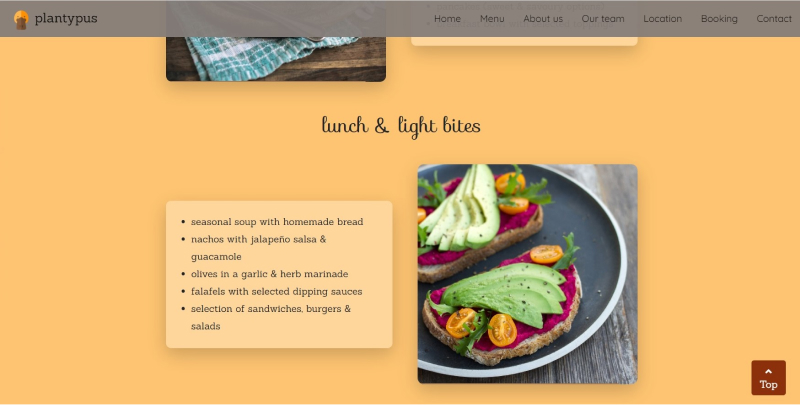 plantypus
Home Menu About us Our team Location Booking Contact
lunch & light bites
seasonal soup with homemade bread
nachos with jalapeño salsa &
guacamole
olives in a garlic & herb marinade
falafels with selected dipping sauces
selection of sandwiches, burgers &
salads
Top